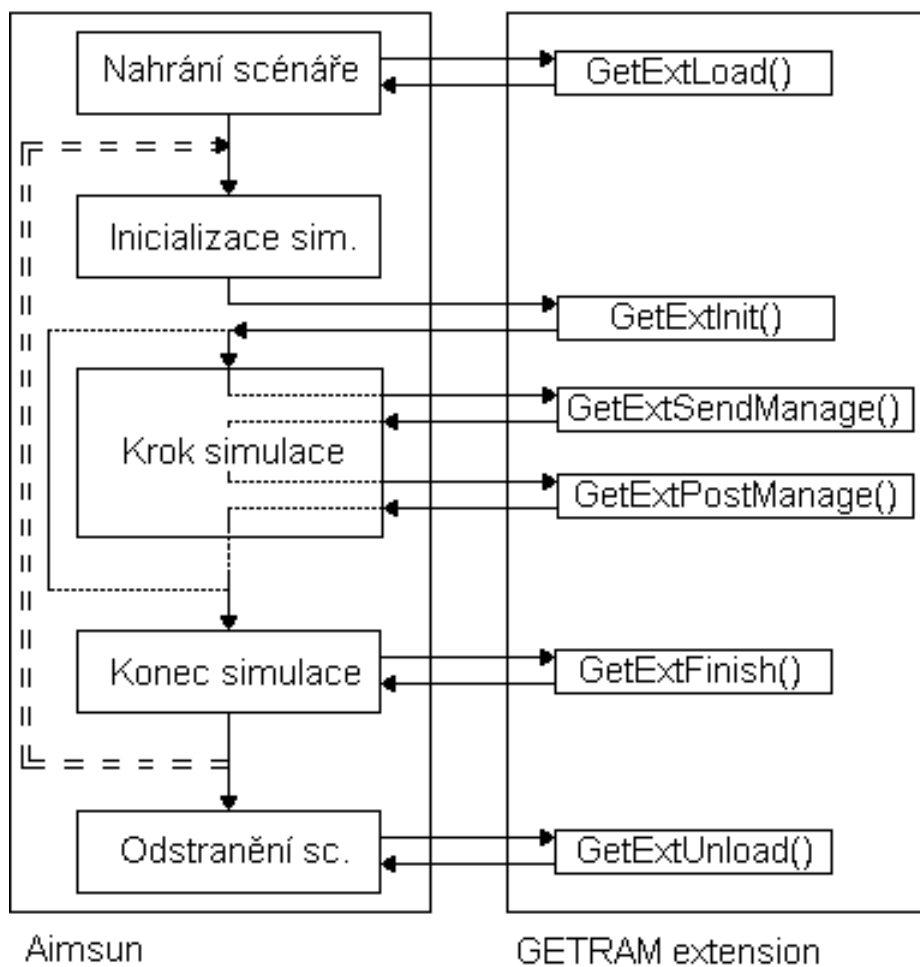 Nahrání scénáře
GetExtLoad()
Inicializace sim.
GetExtInit()
GetExtSendManage()
Krok simulace
GetExtPostManage()
Konec simulace
GetExtFinish()
Odstranění sc.
GetExtUnload()
Aimsun
GETRAM extension